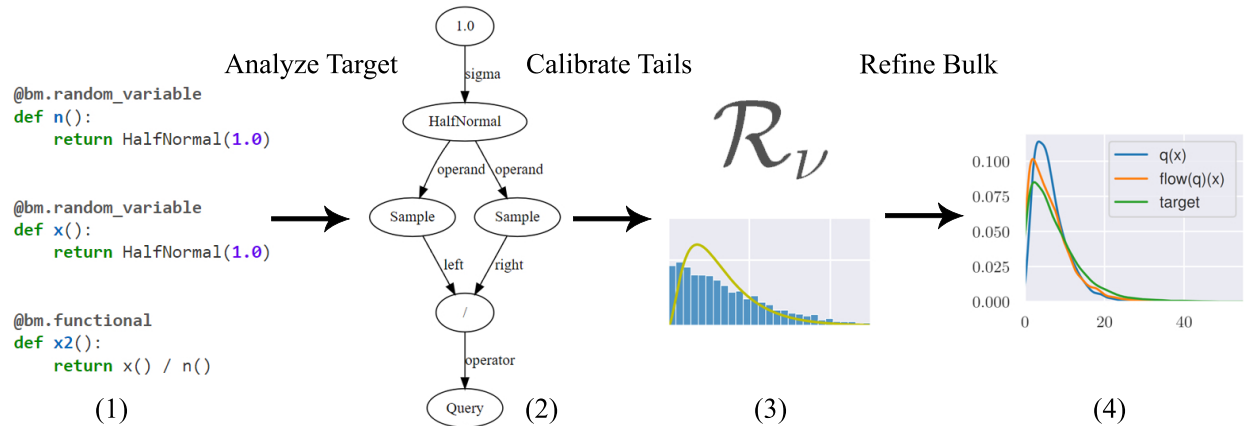 Analyze Target
Calibrate Tails
Refine Bulk
@bm.random_variable
def n():
    return HalfNormal(1.0)
@bm.random_variable
def x():
    return HalfNormal(1.0)
@bm.functional
def x2():
    return x() / n()
(1)
1.0
sigma
HalfNormal
operand operand
Sample Sample
left right
/
operator
Query
(2)
ℛν
(3)
0.100
0.075
0.050
0.025
0.000
0 20 40
q(x)
flow(q)(x)
target
(4)